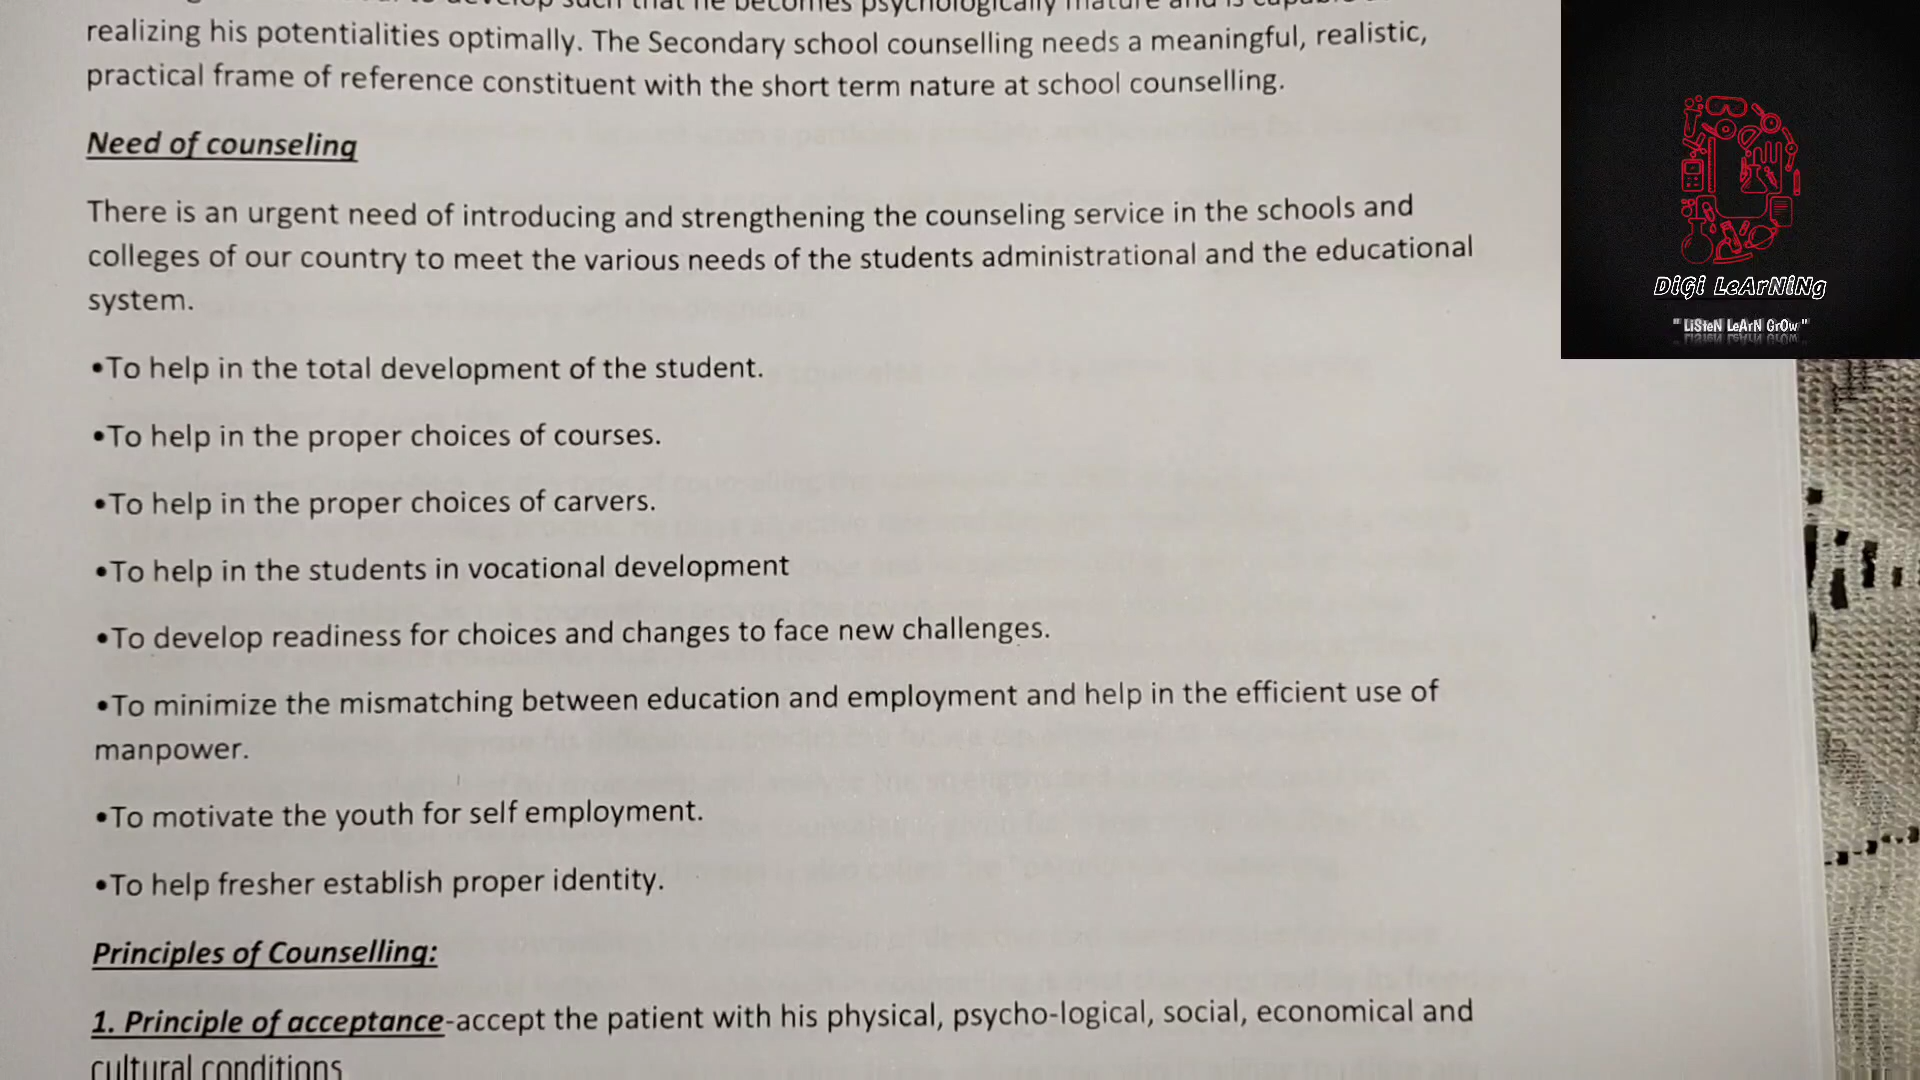 realizing his potentialities optimally. The Secondary school counselling needs a meaningful, realistic,
practical frame of reference constituent with the short term nature at school counselling.
Need of counseling
There is an urgent need of introducing and strengthening the counseling service in the schools and
colleges of our country to meet the various needs of the students administrational and the educational
system.
•To help in the total development of the student.
•To help in the proper choices of courses.
•To help in the proper choices of carvers.
•To help in the students in vocational development
•To develop readiness for choices and changes to face new challenges.
•To minimize the mismatching between education and employment and help in the efficient use of
manpower.
•To motivate the youth for self employment.
•To help fresher establish proper identity.
Principles of Counselling:
1. Principle of acceptance-accept the patient with his physical, psycho-logical, social, economical and
cultural conditions
DiGi LeArNiNg
"LiSteN LeArN GrOw"